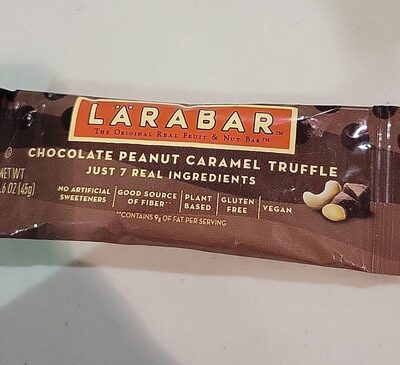 LÄRABAR™
THE ORIGINAL REAL FRUIT & NUT BAR™
CHOCOLATE PEANUT CARAMEL TRUFFLE
JUST 7 REAL INGREDIENTS
NET WT
.6 OZ (45g)
NO ARTIFICIAL SWEETENERS
GOOD SOURCE OF FIBER**
PLANT BASED
GLUTEN FREE
VEGAN
**CONTAINS 9g OF FAT PER SERVING